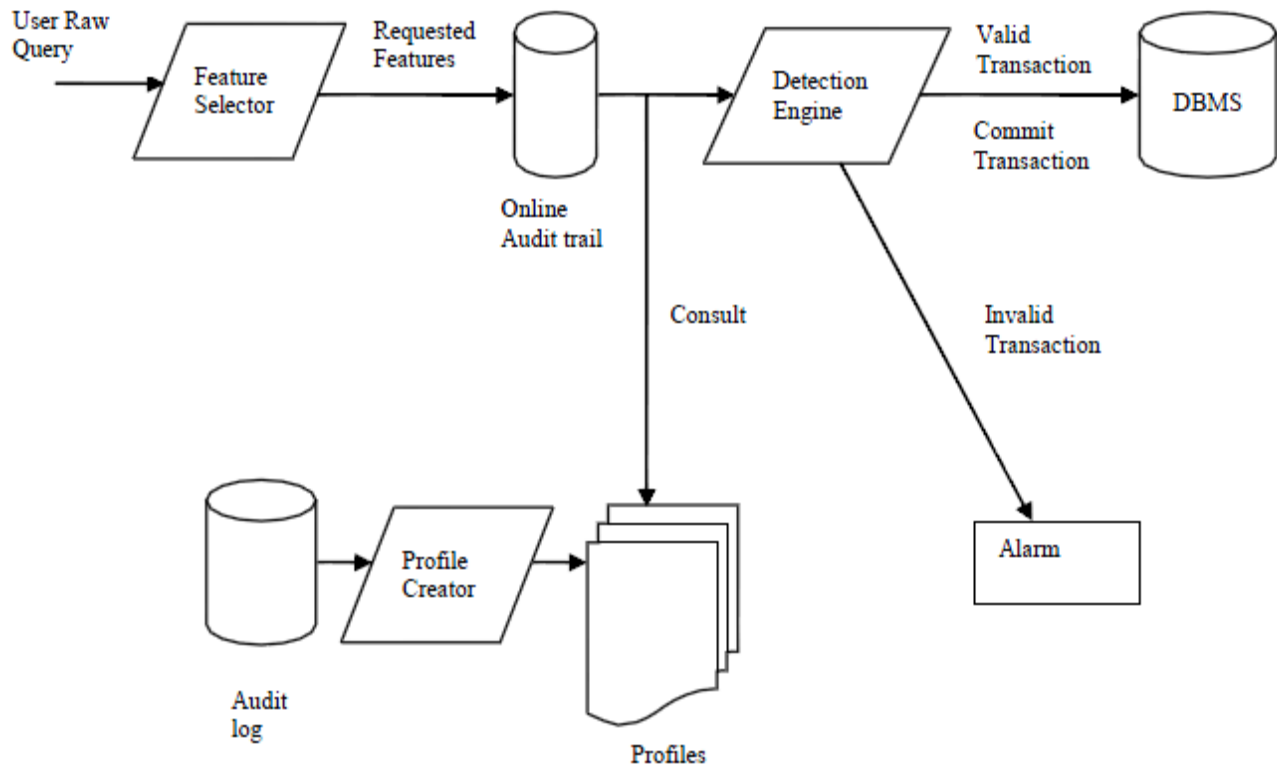 User Raw
Query
Feature
Selector
Requested
Features
Online
Audit trail
Detection
Engine
Valid
Transaction
Commit
Transaction
DBMS
Consult
Invalid
Transaction
Alarm
Audit
log
Profile
Creator
Profiles